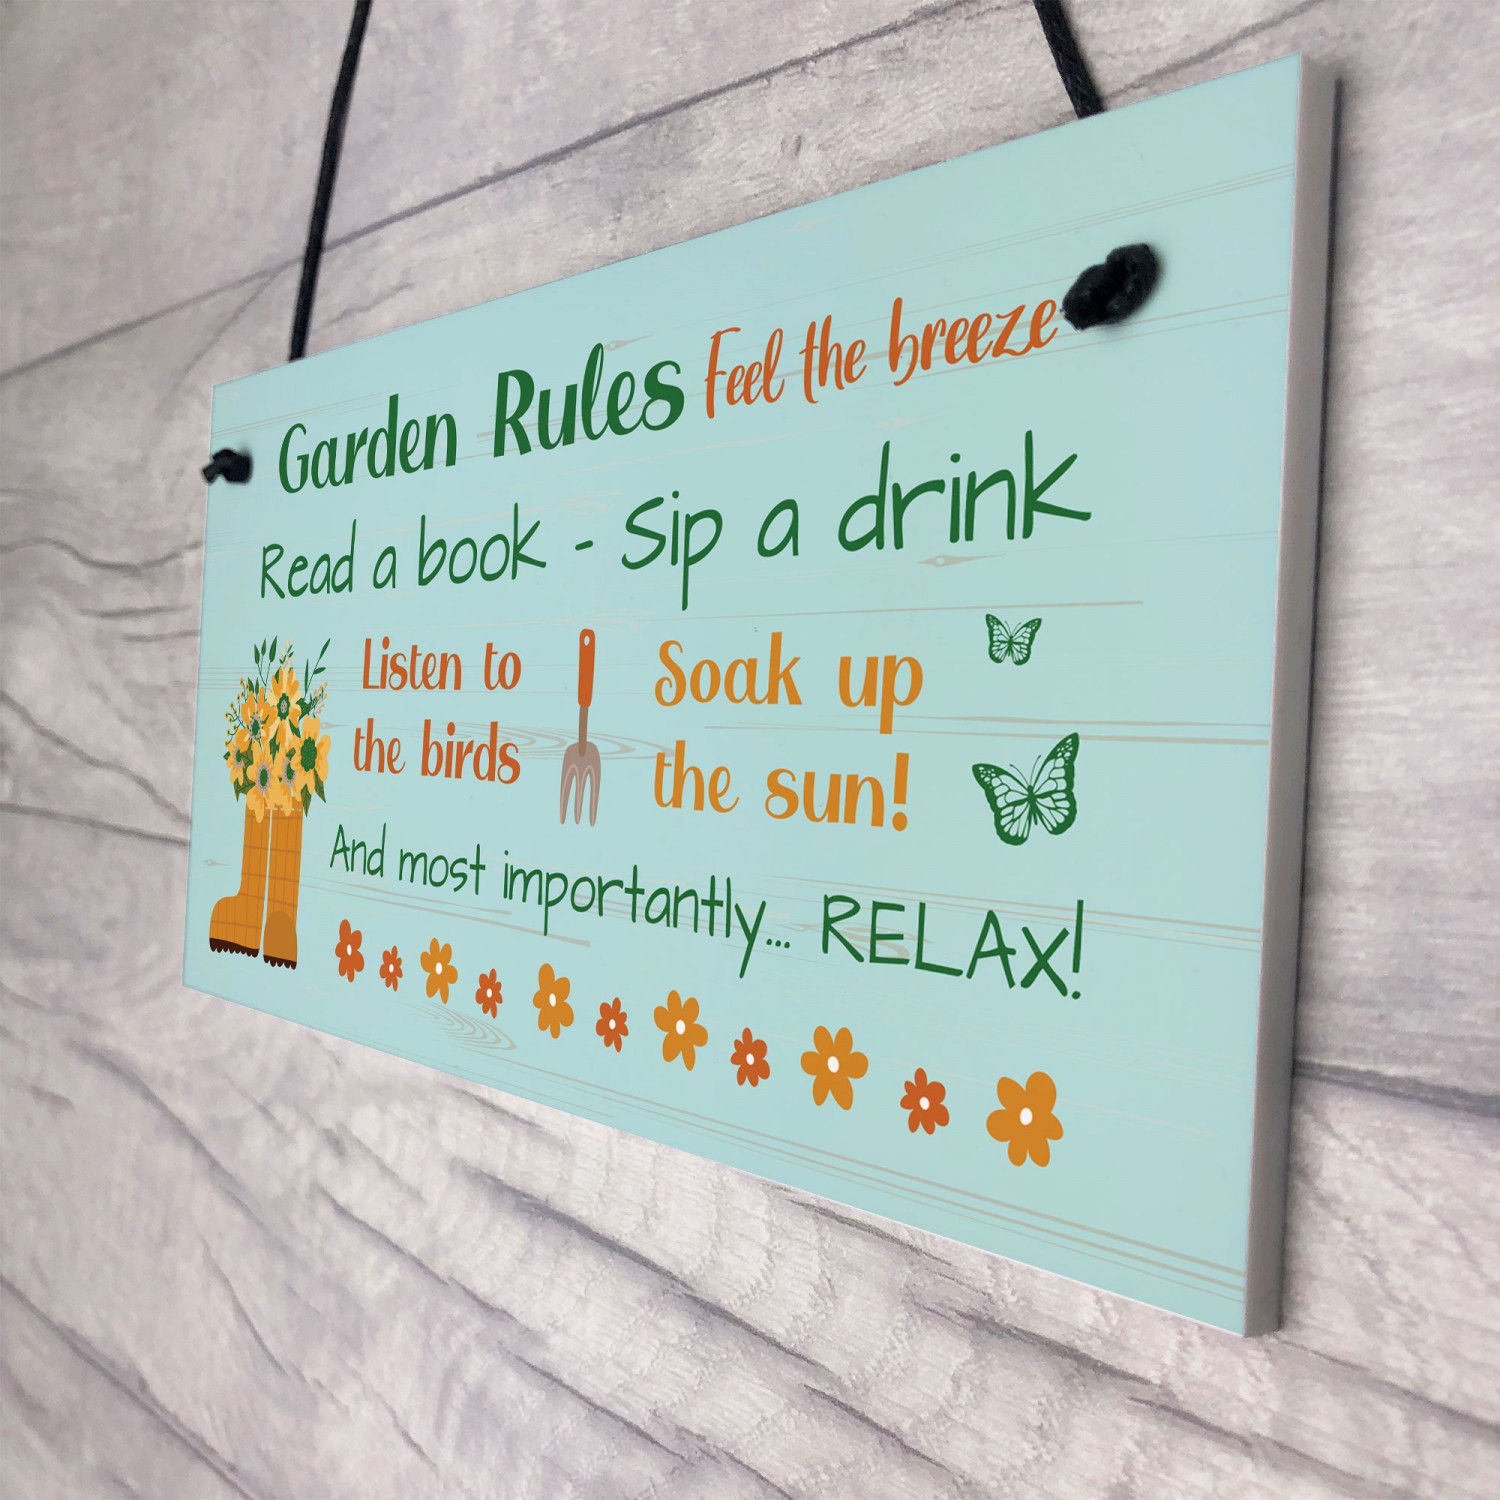 Garden Rules Feel the breeze
Read a book - Sip a drink
Listen to
the birds
Soak up
the sun!
And most importantly... RELAX!